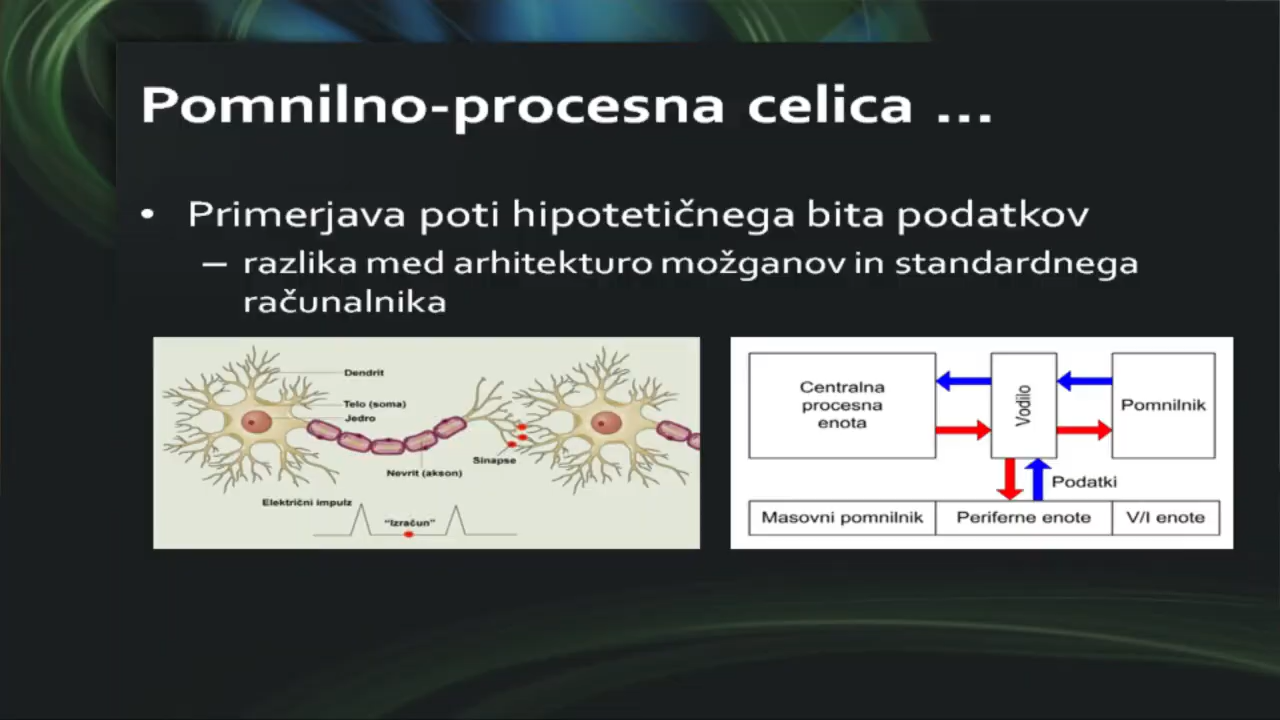 Pomnilno-procesna celica ...
• Primerjava poti hipotetičnega bita podatkov
– razlika med arhitekturo možganov in standardnega
računalnika
Dendrit
Telo (soma)
Jedro
Sinapse
Nevrit (akson)
Električni impulz
“Izračun”
Centralna
procesna
enota
Vodilo
Pomnilnik
Podatki
Masovni pomnilnik
Periferne enote
V/I enote